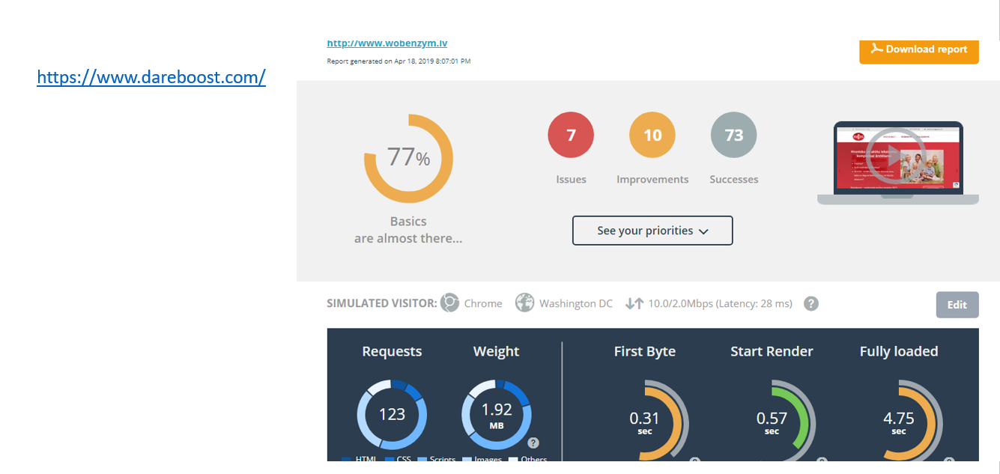 http://www.wobenzym.lv
Report generated on Apr 18, 2019 8:07:01 PM
Download report
https://www.dareboost.com/
77%
Basics
are almost there...
7
10
73
Issues
Improvements
Successes
See your priorities
SIMULATED VISITOR:
Chrome
Washington DC
10.0/2.0Mbps (Latency: 28 ms)
?
Edit
Requests
Weight
First Byte
Start Render
Fully loaded
123
1.92
MB
?
0.31
sec
0.57
sec
4.75
sec
HTML
CSS
Scripts
Images
Others